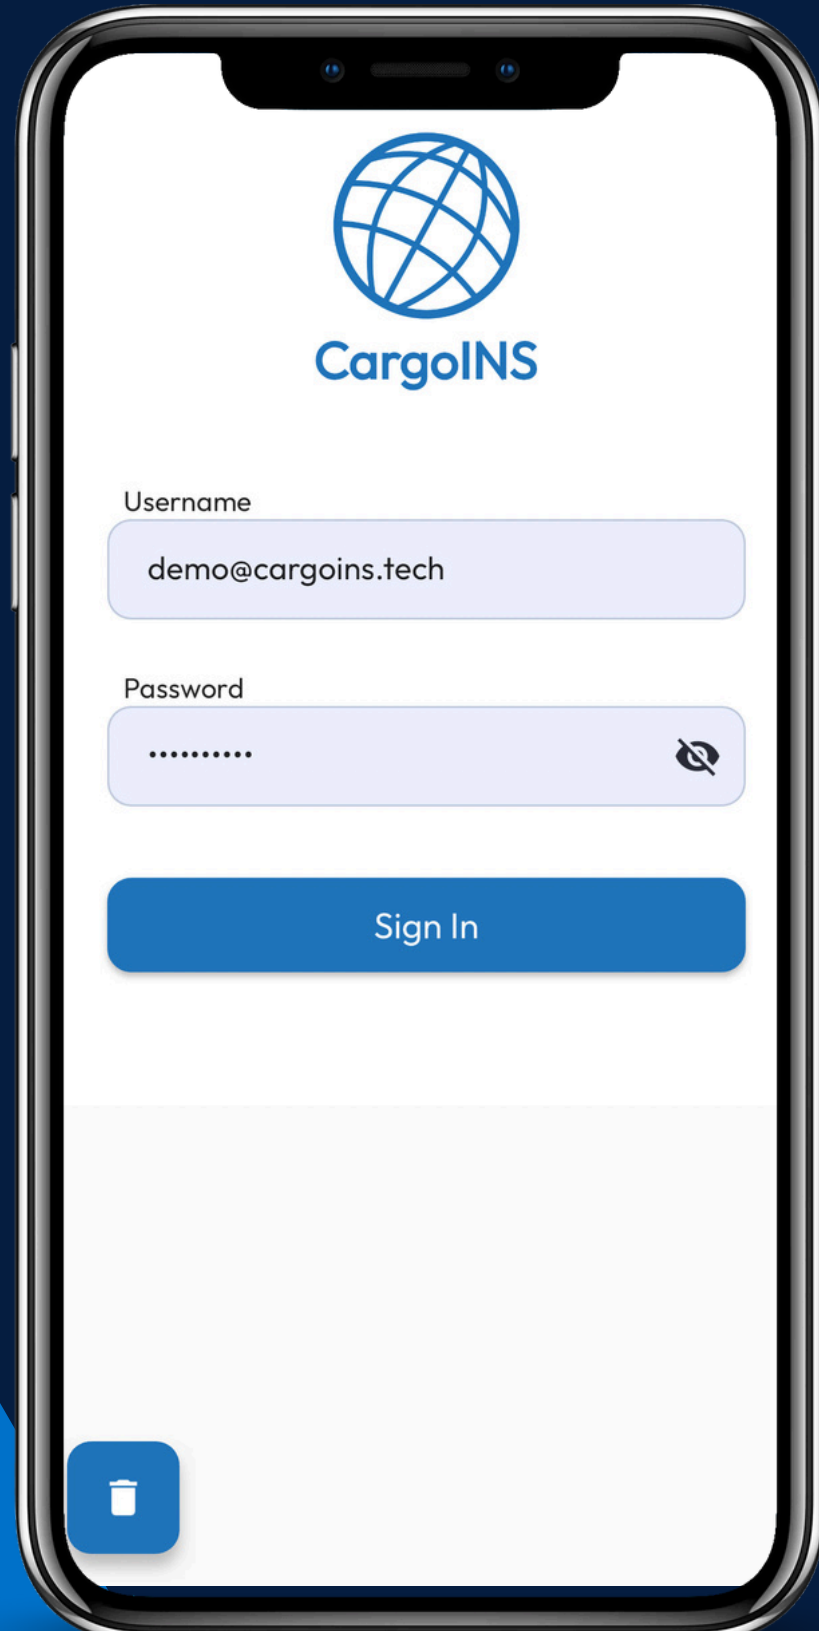 CargoINS
Username
demo@cargoins.tech
Password
••••••••••
Sign In